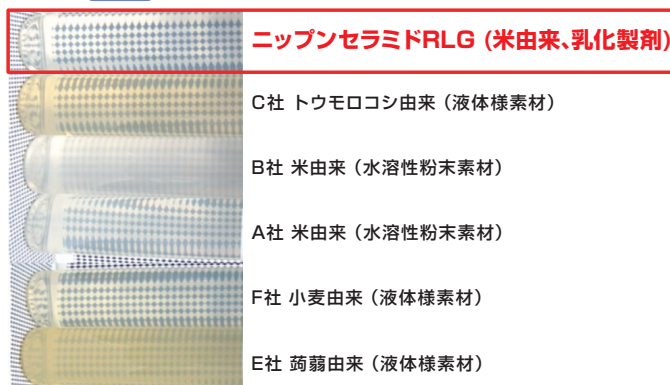 ニップンセラミドRLG (米由来、乳化製剤)
C社 トウモロコシ由来 (液体様素材)
B社 米由来 (水溶性粉末素材)
A社 米由来 (水溶性粉末素材)
F社 小麦由来 (液体様素材)
E社 蒟蒻由来 (液体様素材)